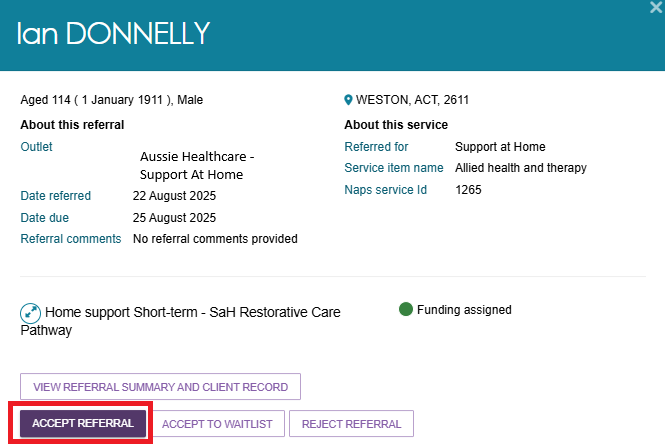 Ian DONNELLY
Aged 114 ( 1 January 1911 ), Male
WESTON, ACT, 2611
About this referral
Outlet
Aussie Healthcare -
Support At Home
Date referred 22 August 2025
Date due 25 August 2025
Referral comments No referral comments provided
About this service
Referred for Support at Home
Service item name Allied health and therapy
Naps service Id 1265
Home support Short-term - SaH Restorative Care
Pathway
Funding assigned
VIEW REFERRAL SUMMARY AND CLIENT RECORD
ACCEPT REFERRAL
ACCEPT TO WAITLIST
REJECT REFERRAL